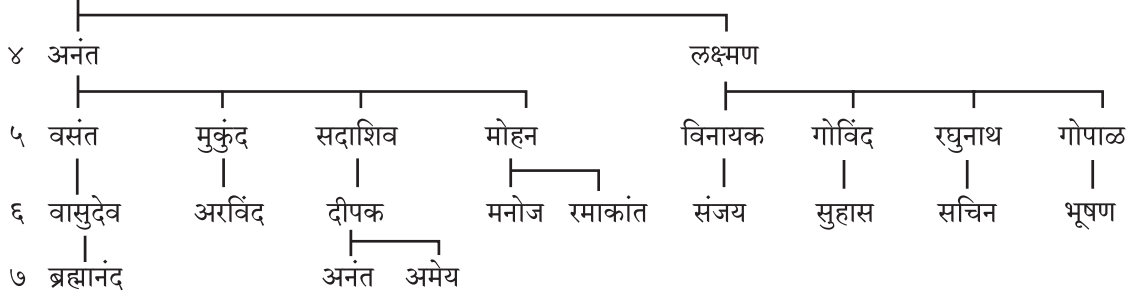 ४ अनंत लक्ष्मण
५ वसंत मुकुंद सदाशिव मोहन विनायक गोविंद रघुनाथ गोपाळ
६ वासुदेव अरविंद दीपक मनोज रमाकांत संजय सुहास सचिन भूषण
७ ब्रह्मानंद अनंत अमेय